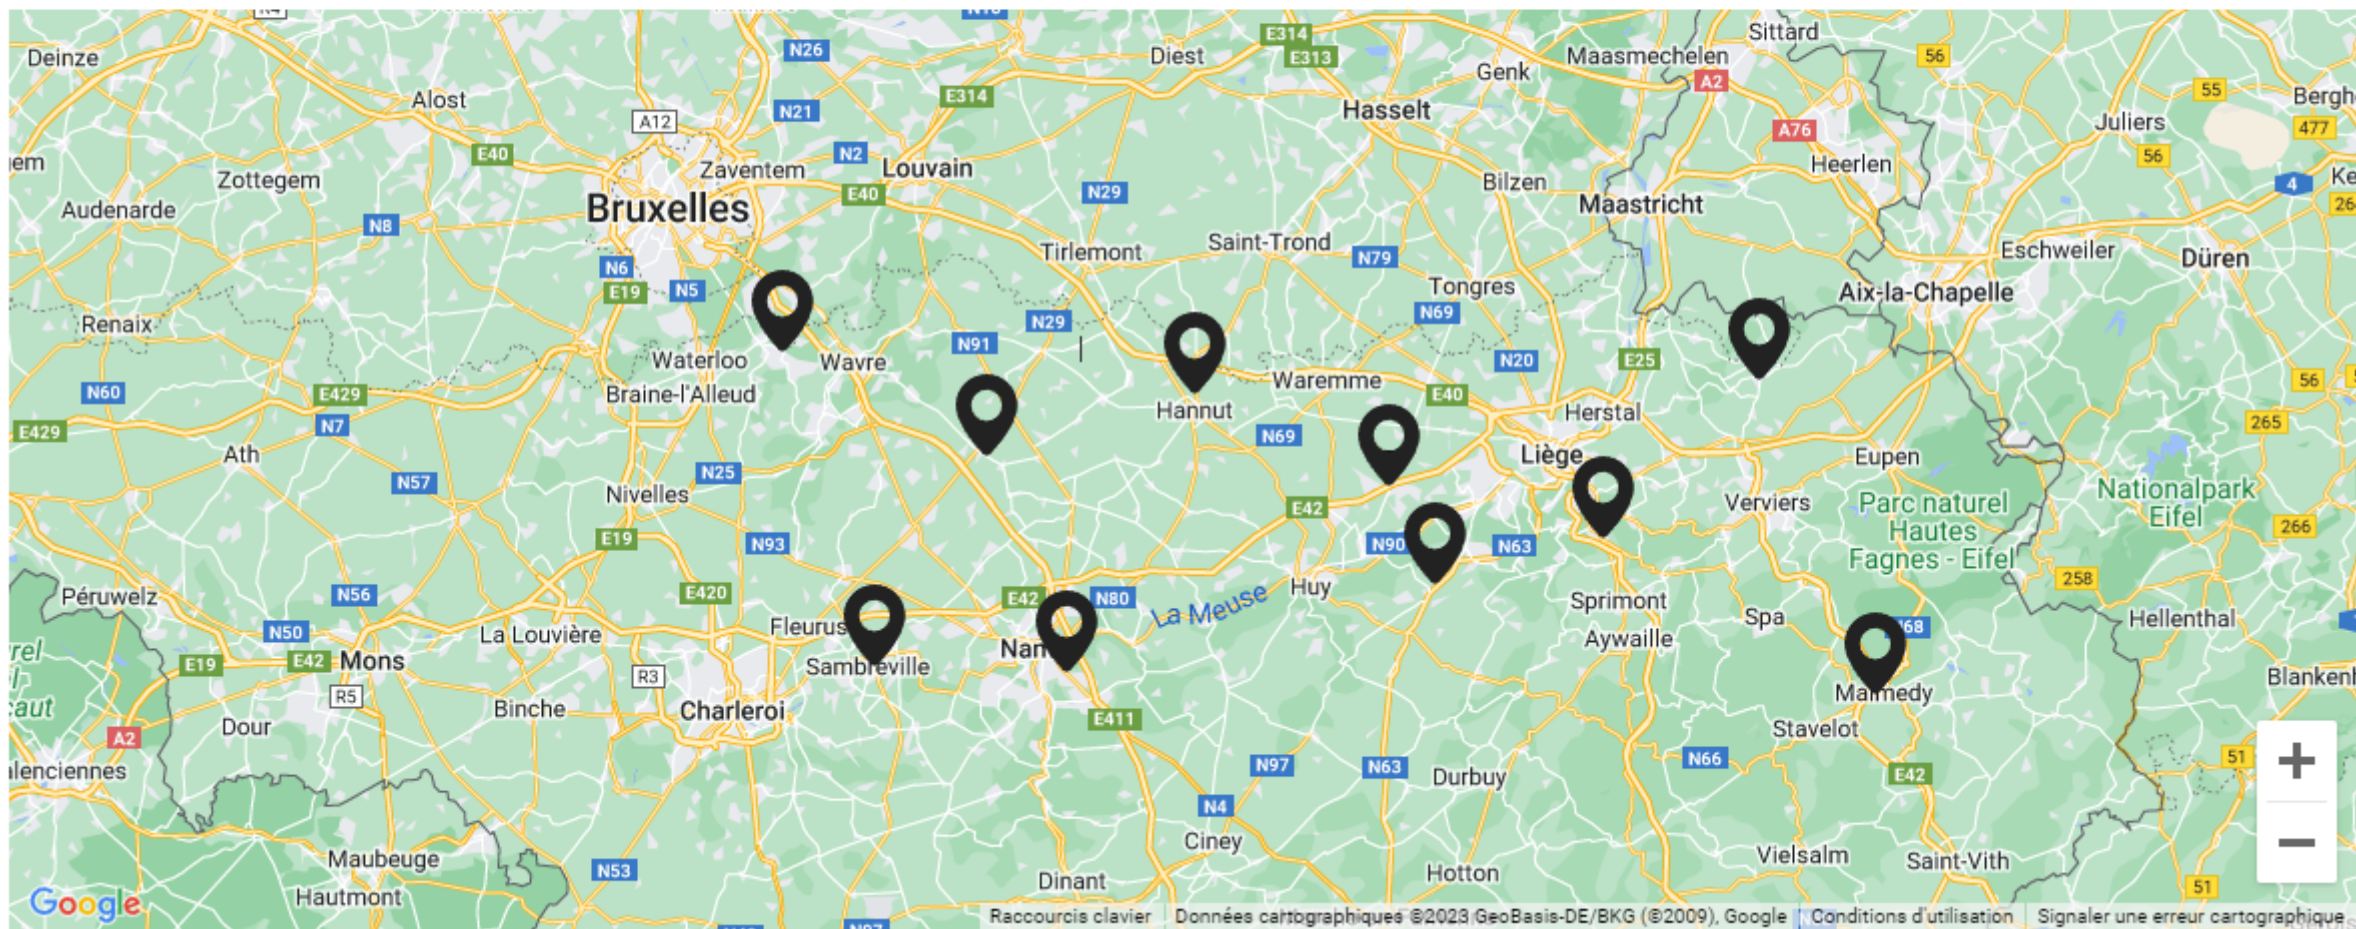 N26
E314
E313
Sittard
Deinze
Diest
Maasmechelen
56
Genk
A2
55
Alost
E314
N21
Hasselt
Bergh
A12
A76
Juliers
477
E40
N2
Zaventem
Louvain
Heerlen
56
Zottegem
Bilzen
4
E40
N29
Audenarde
Bruxelles
Maastricht
N8
Tirlemont
Saint-Trond
Eschweiler
N79
Düren
N6
E19
N5
Tongres
Aix-la-Chapelle
Renaix
N29
N69
N91
Waterloo
Wavre
N20
E25
N60
E429
Braine-l'Alleud
Waremme
E40
56
Hannut
Herstal
E429
N7
N69
265
Ath
Liège
Eupen
N57
N25
Nivelles
Verviers
Parc naturel
Hautes
Fagnes - Eifel
Nationalpark
Eifel
E42
266
E19
N93
N90
N63
Péruwelz
N56
E420
E42
N80
La Meuse
Huy
Sprimont
258
Spa
Hellenthal
N50
La Louvière
Fleurus
Aywaille
N68
E19
E42
Mons
Nam
Sambreville
R5
R3
Malmedy
Blankenh
Binche
Charleroi
Dour
E411
Stavelot
A2
N66
51
alenciennes
N97
N63
Durbuy
E42
N4
Ciney
Maubeuge
N53
Vielsalm
Saint-Vith
Hautmont
Dinant
Hotton
51
Google
Raccourcis clavier
Données cartographiques ©2023 GeoBasis-DE/BKG (©2009), Google
Conditions d'utilisation
Signaler une erreur cartographique